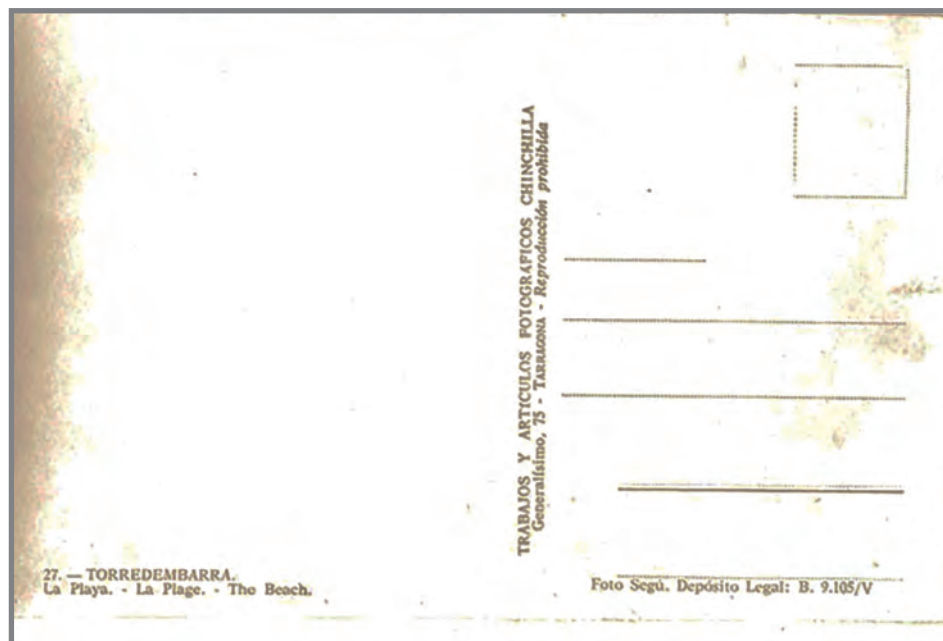 TRABAJOS Y ARTICULOS FOTOGRAFICOS CHINCHILLA
Generalísimo, 75 - TARRAGONA - Reproducción prohibida
27. — TORREDEMBARRA.
La Playa. - La Plage. - The Beach.
Foto Segú. Depósito Legal: B. 9.105/V